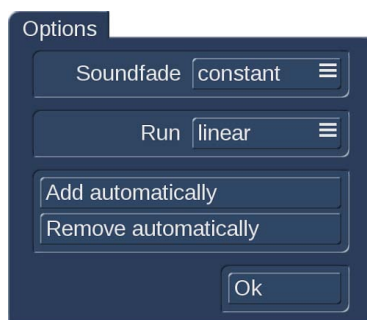 Options
Soundfade constant
Run linear
Add automatically
Remove automatically
Ok